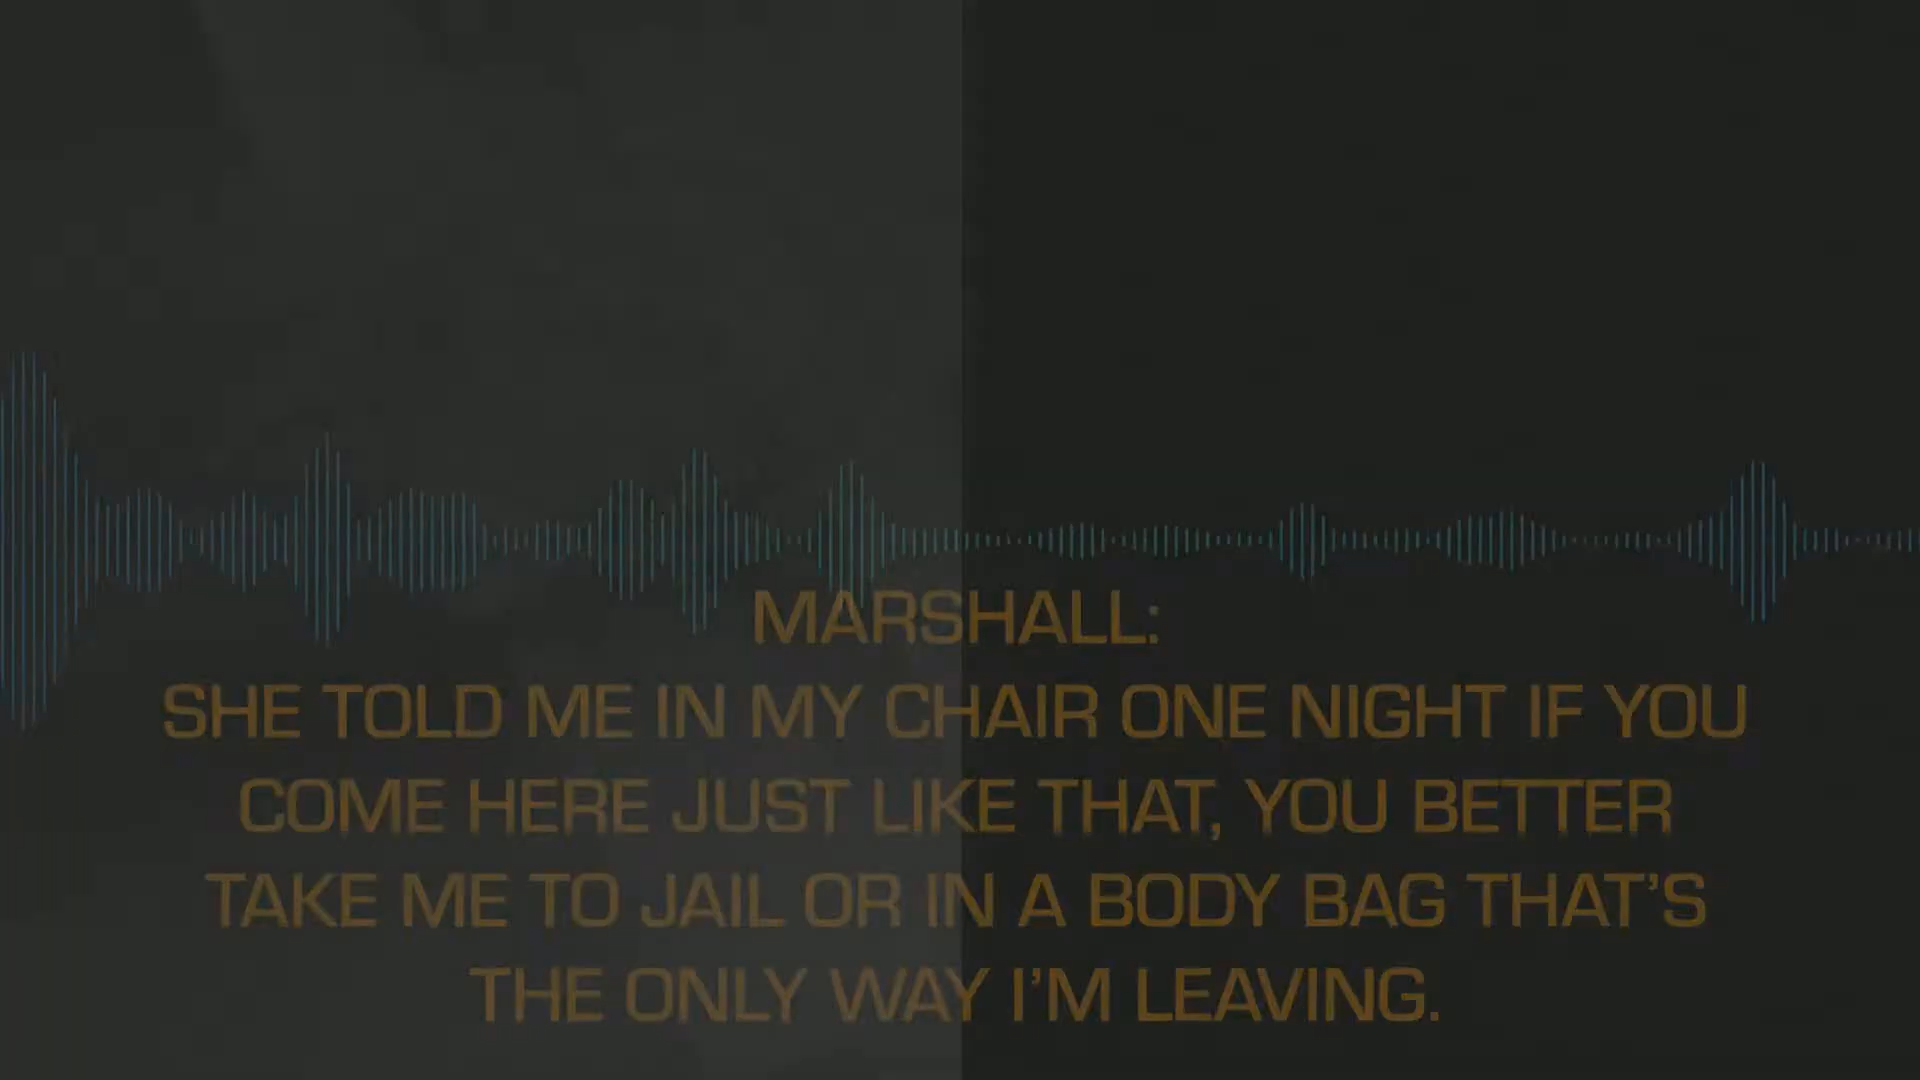 MARSHALL:
SHE TOLD ME IN MY CHAIR ONE NIGHT IF YOU
COME HERE JUST LIKE THAT, YOU BETTER
TAKE ME TO JAIL OR IN A BODY BAG THAT'S
THE ONLY WAY I'M LEAVING.